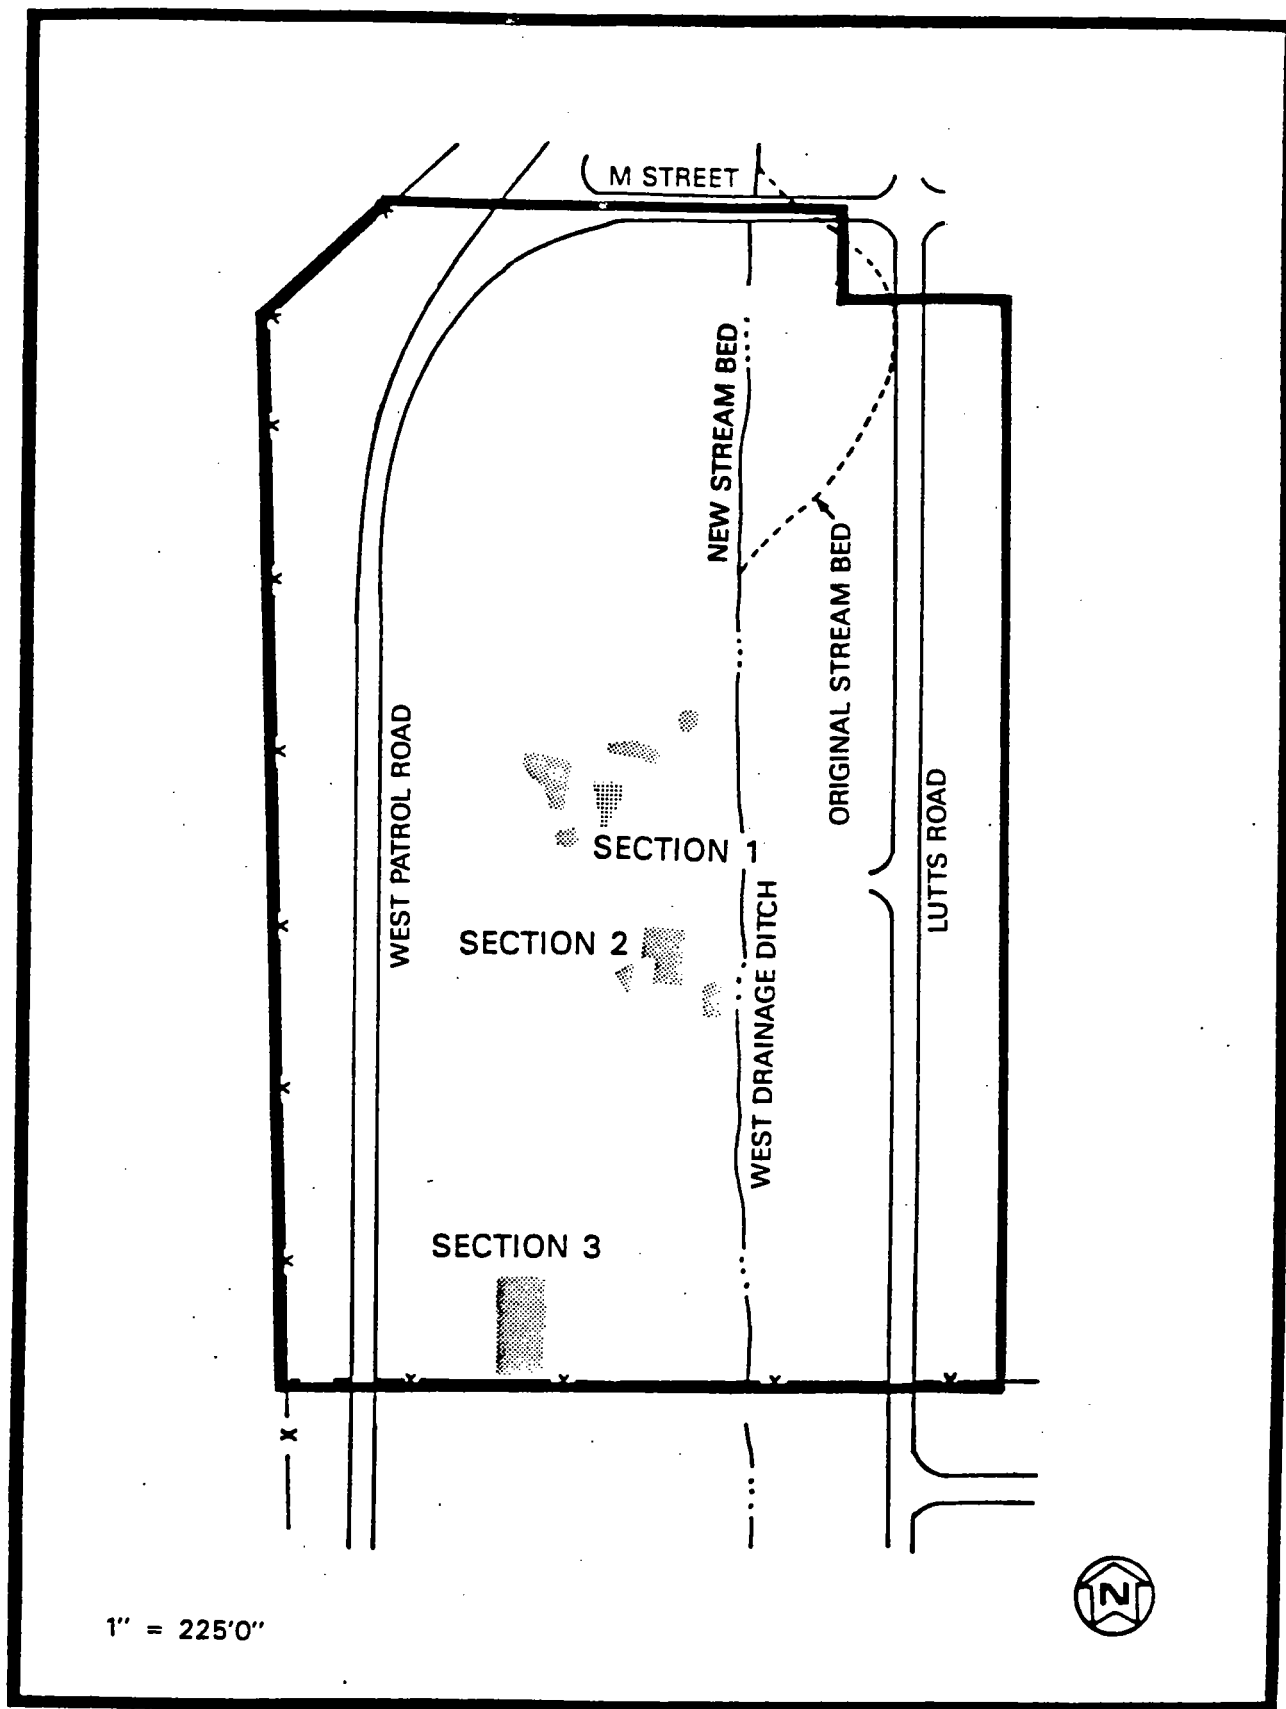 M STREET
NEW STREAM BED
ORIGINAL STREAM BED
WEST PATROL ROAD
LUTTS ROAD
SECTION 1
WEST DRAINAGE DITCH
SECTION 2
SECTION 3
N
1" = 225'0"